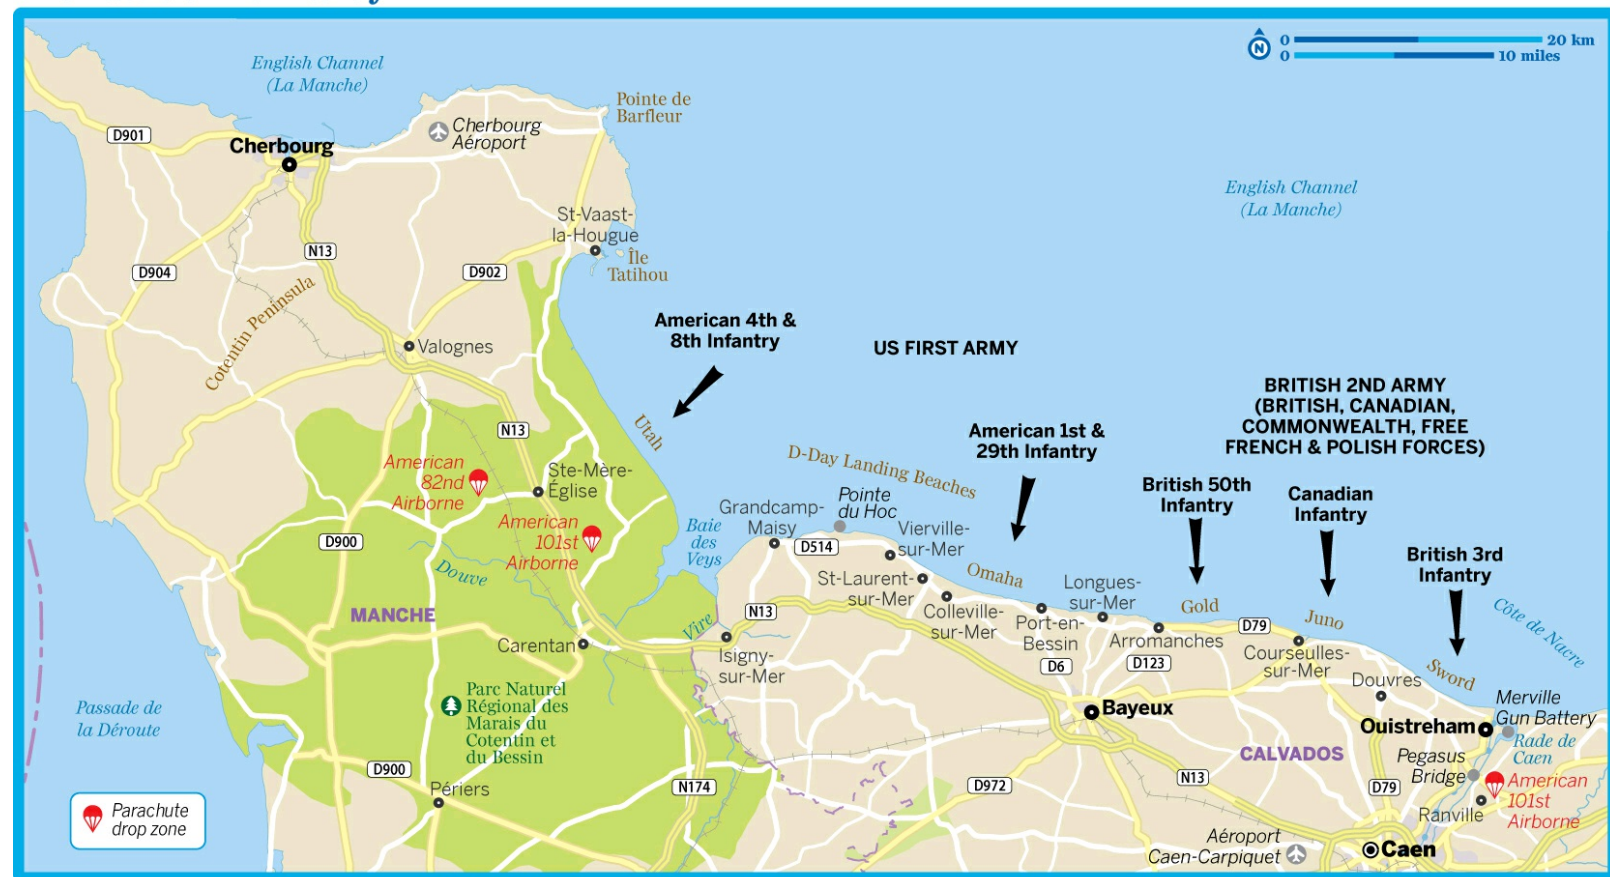 English Channel
(La Manche)
0 20 km
0 10 miles
N
Pointe de
Barfleur
D901
Cherbourg
Cherbourg
Aéroport
English Channel
(La Manche)
St-Vaast-
la-Hougue
Île
Tatihou
N13
D904
D902
Cotentin Peninsula
Valognes
American 4th &
8th Infantry
US FIRST ARMY
BRITISH 2ND ARMY
(BRITISH, CANADIAN,
COMMONWEALTH, FREE
FRENCH & POLISH FORCES)
Utah
N13
American 1st &
29th Infantry
D-Day Landing Beaches
American
82nd
Airborne
Ste-Mère-
Église
British 50th
Infantry
Canadian
Infantry
American
101st
Airborne
Baie
des
Veys
Grandcamp-
Maisy
Pointe
du Hoc
Vierville-
sur-Mer
D514
D900
Douve
British 3rd
Infantry
St-Laurent-
sur-Mer
Omaha
Colleville-
sur-Mer
Longues-
sur-Mer
Port-en-
Bessin
Gold
Juno
Côte de Nacre
MANCHE
Vire
N13
Arromanches
D79
Carentan
Isigny-
sur-Mer
D6
D123
Courseulles-
sur-Mer
Sword
Douvres
Parc Naturel
Régional des
Marais du
Cotentin et
du Bessin
Passade de
la Déroute
Bayeux
Merville
Gun Battery
Ouistreham
Rade de
Caen
CALVADOS
Pegasus
Bridge
D900
Périers
N174
D972
N13
D79
American
101st
Airborne
Ranville
Parachute
drop zone
Aéroport
Caen-Carpiquet
Caen